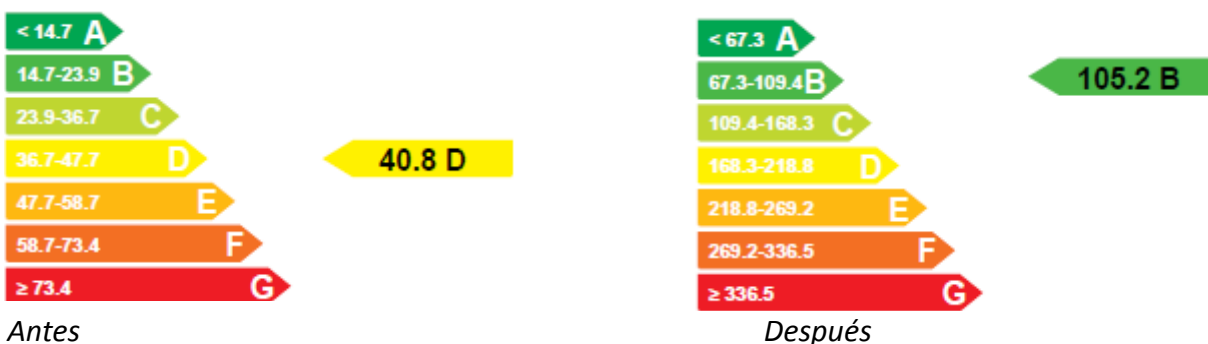 < 14.7 A
14.7-23.9 B
23.9-36.7 C
36.7-47.7 D
40.8 D
47.7-58.7 E
58.7-73.4 F
≥ 73.4 G
Antes
< 67.3 A
67.3-109.4 B
105.2 B
109.4-168.3 C
168.3-218.8 D
218.8-269.2 E
269.2-336.5 F
≥ 336.5 G
Después